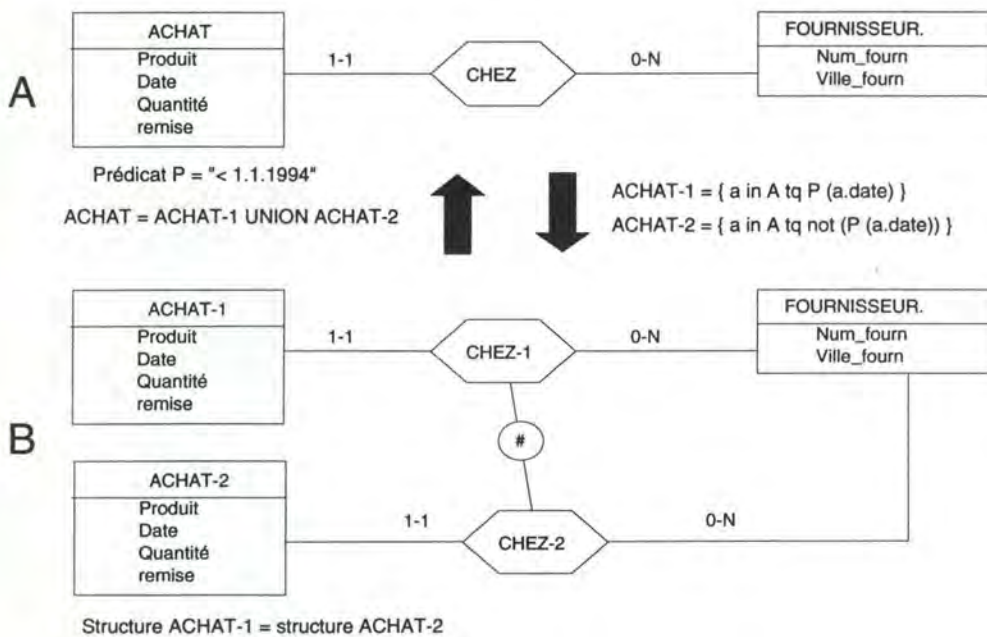 A
ACHAT
Produit
Date
Quantité
remise
1-1
CHEZ
0-N
FOURNISSEUR.
Num_fourn
Ville_fourn
Prédicat P = "< 1.1.1994"
ACHAT = ACHAT-1 UNION ACHAT-2
ACHAT-1 = { a in A tq P (a.date) }
ACHAT-2 = { a in A tq not (P (a.date)) }
B
ACHAT-1
Produit
Date
Quantité
remise
1-1
CHEZ-1
0-N
FOURNISSEUR.
Num_fourn
Ville_fourn
#
ACHAT-2
Produit
Date
Quantité
remise
1-1
CHEZ-2
0-N
Structure ACHAT-1 = structure ACHAT-2